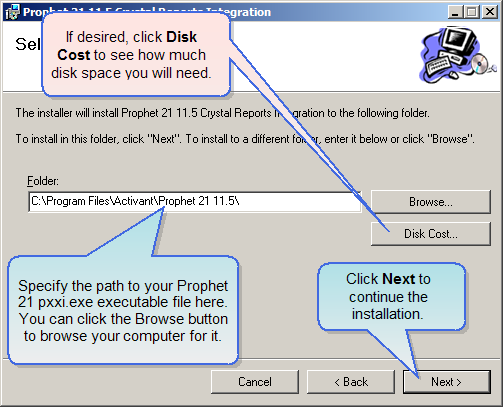 Prophet 21 11.5 Crystal Reports Integration
Sel
If desired, click Disk
Cost to see how much
disk space you will need.
The installer will install Prophet 21 11.5 Crystal Reports Integration to the following folder.
To install in this folder, click "Next". To install to a different folder, enter it below or click "Browse".
Folder:
C:\Program Files\Activant\Prophet 21 11.5\
Browse...
Disk Cost...
Specify the path to your Prophet
21 pxxi.exe executable file here.
You can click the Browse button
to browse your computer for it.
Click Next to
continue the
installation.
Cancel
< Back
Next >